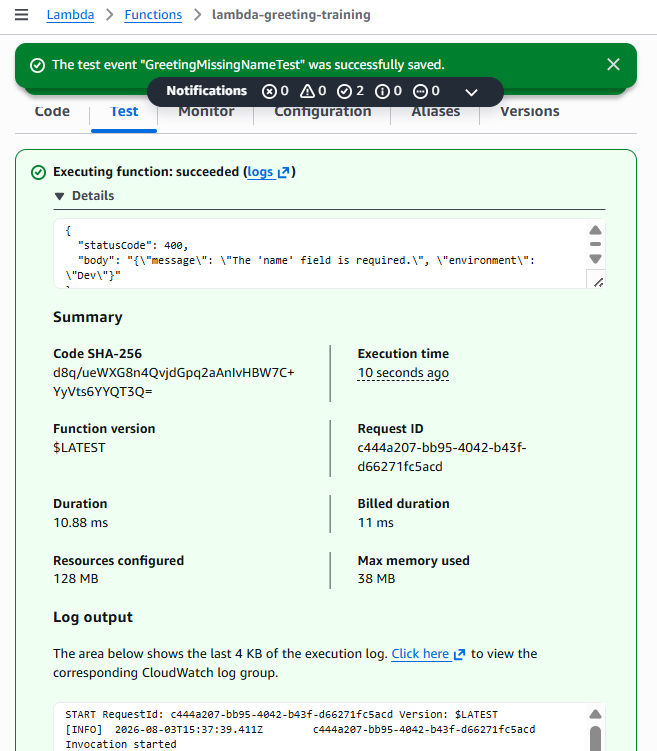 Lambda > Functions > lambda-greeting-training
The test event "GreetingMissingNameTest" was successfully saved.
Notifications 0 0 2 0 0
Code Test Monitor Configuration Aliases Versions
Executing function: succeeded (logs)
Details
{
"statusCode": 400,
"body": "{\"message\": \"The 'name' field is required.\", \"environment\":
\"Dev\"}"
Summary
Code SHA-256
d8q/ueWXG8n4QvjdGpq2aAnIvHBW7C+
YyVts6YYQT3Q=
Execution time
10 seconds ago
Function version
$LATEST
Request ID
c444a207-bb95-4042-b43f-
d66271fc5acd
Duration
10.88 ms
Billed duration
11 ms
Resources configured
128 MB
Max memory used
38 MB
Log output
The area below shows the last 4 KB of the execution log. Click here to view the
corresponding CloudWatch log group.
START RequestId: c444a207-bb95-4042-b43f-d66271fc5acd Version: $LATEST
[INFO] 2026-08-03T15:37:39.411Z c444a207-bb95-4042-b43f-d66271fc5acd
Invocation started